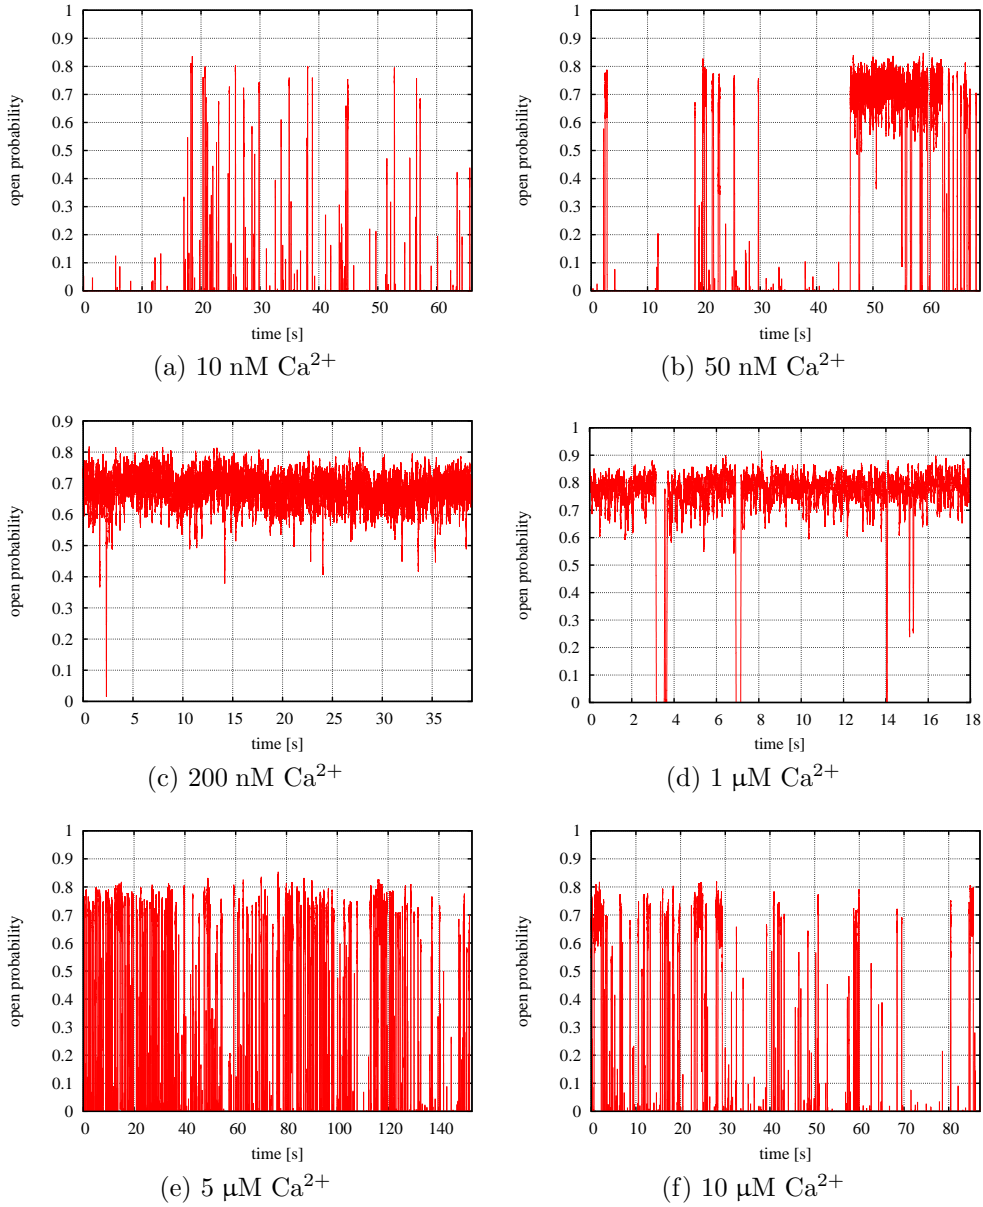 1
0.9
0.8
0.7
0.6
0.5
0.4
0.3
0.2
0.1
0
open probability
0 10 20 30 40 50 60
time [s]
(a) 10 nM Ca²⁺
1
0.9
0.8
0.7
0.6
0.5
0.4
0.3
0.2
0.1
0
open probability
0 10 20 30 40 50 60
time [s]
(b) 50 nM Ca²⁺
0.9
0.8
0.7
0.6
0.5
0.4
0.3
0.2
0.1
0
open probability
0 5 10 15 20 25 30 35
time [s]
(c) 200 nM Ca²⁺
1
0.9
0.8
0.7
0.6
0.5
0.4
0.3
0.2
0.1
0
open probability
0 2 4 6 8 10 12 14 16 18
time [s]
(d) 1 μM Ca²⁺
1
0.9
0.8
0.7
0.6
0.5
0.4
0.3
0.2
0.1
0
open probability
0 20 40 60 80 100 120 140
time [s]
(e) 5 μM Ca²⁺
1
0.9
0.8
0.7
0.6
0.5
0.4
0.3
0.2
0.1
0
open probability
0 10 20 30 40 50 60 70 80
time [s]
(f) 10 μM Ca²⁺